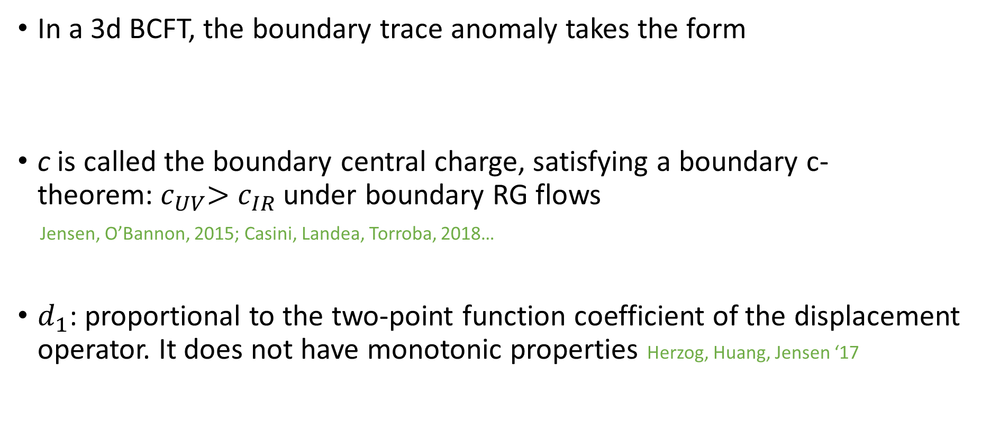 • In a 3d BCFT, the boundary trace anomaly takes the form
• c is called the boundary central charge, satisfying a boundary c-
theorem: c_{UV} > c_{IR} under boundary RG flows
Jensen, O’Bannon, 2015; Casini, Landea, Torroba, 2018...
• d_1: proportional to the two-point function coefficient of the displacement
operator. It does not have monotonic properties Herzog, Huang, Jensen ‘17